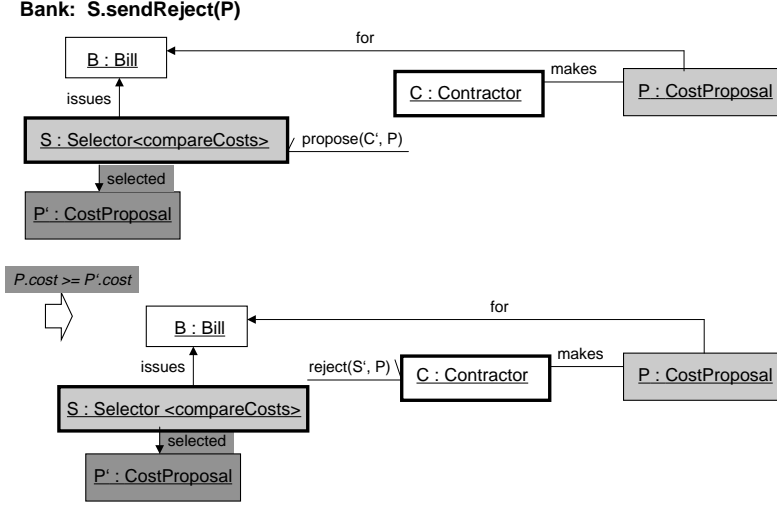 Bank: S.sendReject(P)
for
B : Bill
makes
C : Contractor
P : CostProposal
issues
S : Selector<compareCosts>
propose(C‘, P)
selected
P‘ : CostProposal
P.cost >= P‘.cost
for
B : Bill
makes
issues
reject(S‘, P)
C : Contractor
P : CostProposal
S : Selector <compareCosts>
selected
P‘ : CostProposal